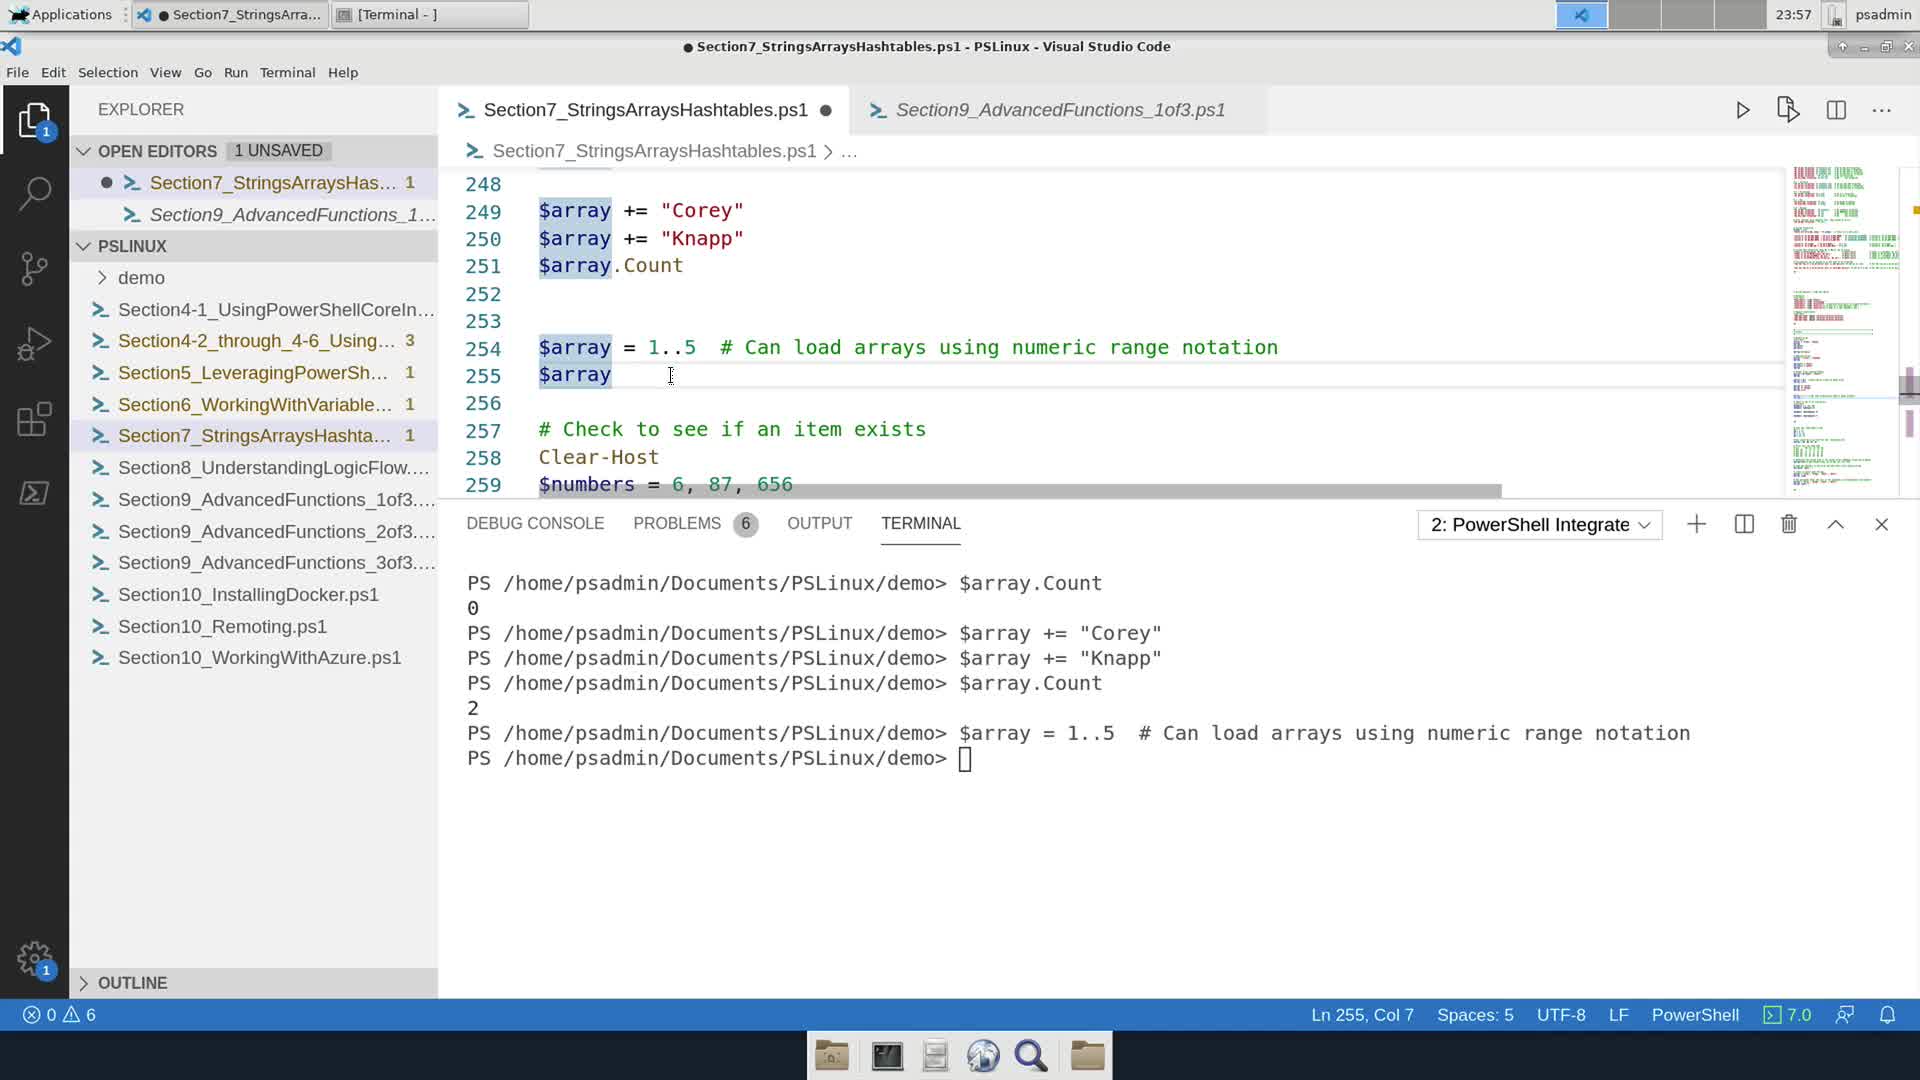 Applications
● Section7_StringsArra...
[Terminal - ]
23:57
psadmin
● Section7_StringsArraysHashtables.ps1 - PSLinux - Visual Studio Code
File Edit Selection View Go Run Terminal Help
EXPLORER
OPEN EDITORS 1 UNSAVED
Section7_StringsArraysHas... 1
Section9_AdvancedFunctions_1...
PSLINUX
demo
Section4-1_UsingPowerShellCoreIn...
Section4-2_through_4-6_Using... 3
Section5_LeveragingPowerSh... 1
Section6_WorkingWithVariable... 1
Section7_StringsArraysHashta... 1
Section8_UnderstandingLogicFlow....
Section9_AdvancedFunctions_1of3....
Section9_AdvancedFunctions_2of3....
Section9_AdvancedFunctions_3of3....
Section10_InstallingDocker.ps1
Section10_Remoting.ps1
Section10_WorkingWithAzure.ps1
OUTLINE
1
1
Section7_StringsArraysHashtables.ps1 ●
Section9_AdvancedFunctions_1of3.ps1
Section7_StringsArraysHashtables.ps1 > ...
248
249 $array += "Corey"
250 $array += "Knapp"
251 $array.Count
252
253
254 $array = 1..5  # Can load arrays using numeric range notation
255 $array
256
257 # Check to see if an item exists
258 Clear-Host
259 $numbers = 6, 87, 656
DEBUG CONSOLE PROBLEMS 6 OUTPUT TERMINAL
2: PowerShell Integrate
PS /home/psadmin/Documents/PSLinux/demo> $array.Count
0
PS /home/psadmin/Documents/PSLinux/demo> $array += "Corey"
PS /home/psadmin/Documents/PSLinux/demo> $array += "Knapp"
PS /home/psadmin/Documents/PSLinux/demo> $array.Count
2
PS /home/psadmin/Documents/PSLinux/demo> $array = 1..5  # Can load arrays using numeric range notation
PS /home/psadmin/Documents/PSLinux/demo>
0 6
Ln 255, Col 7 Spaces: 5 UTF-8 LF PowerShell 7.0